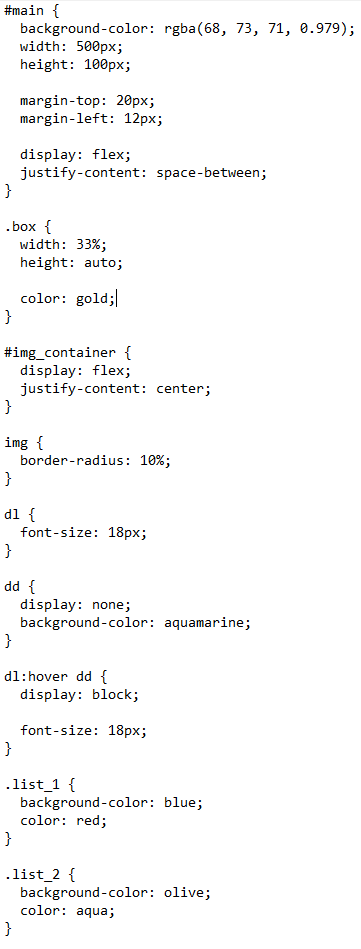 #main {
  background-color: rgba(68, 73, 71, 0.979);
  width: 500px;
  height: 100px;

  margin-top: 20px;
  margin-left: 12px;

  display: flex;
  justify-content: space-between;
}

.box {
  width: 33%;
  height: auto;

  color: gold;
}

#img_container {
  display: flex;
  justify-content: center;
}

img {
  border-radius: 10%;
}

dl {
  font-size: 18px;
}

dd {
  display: none;
  background-color: aquamarine;
}

dl:hover dd {
  display: block;

  font-size: 18px;
}

.list_1 {
  background-color: blue;
  color: red;
}

.list_2 {
  background-color: olive;
  color: aqua;
}